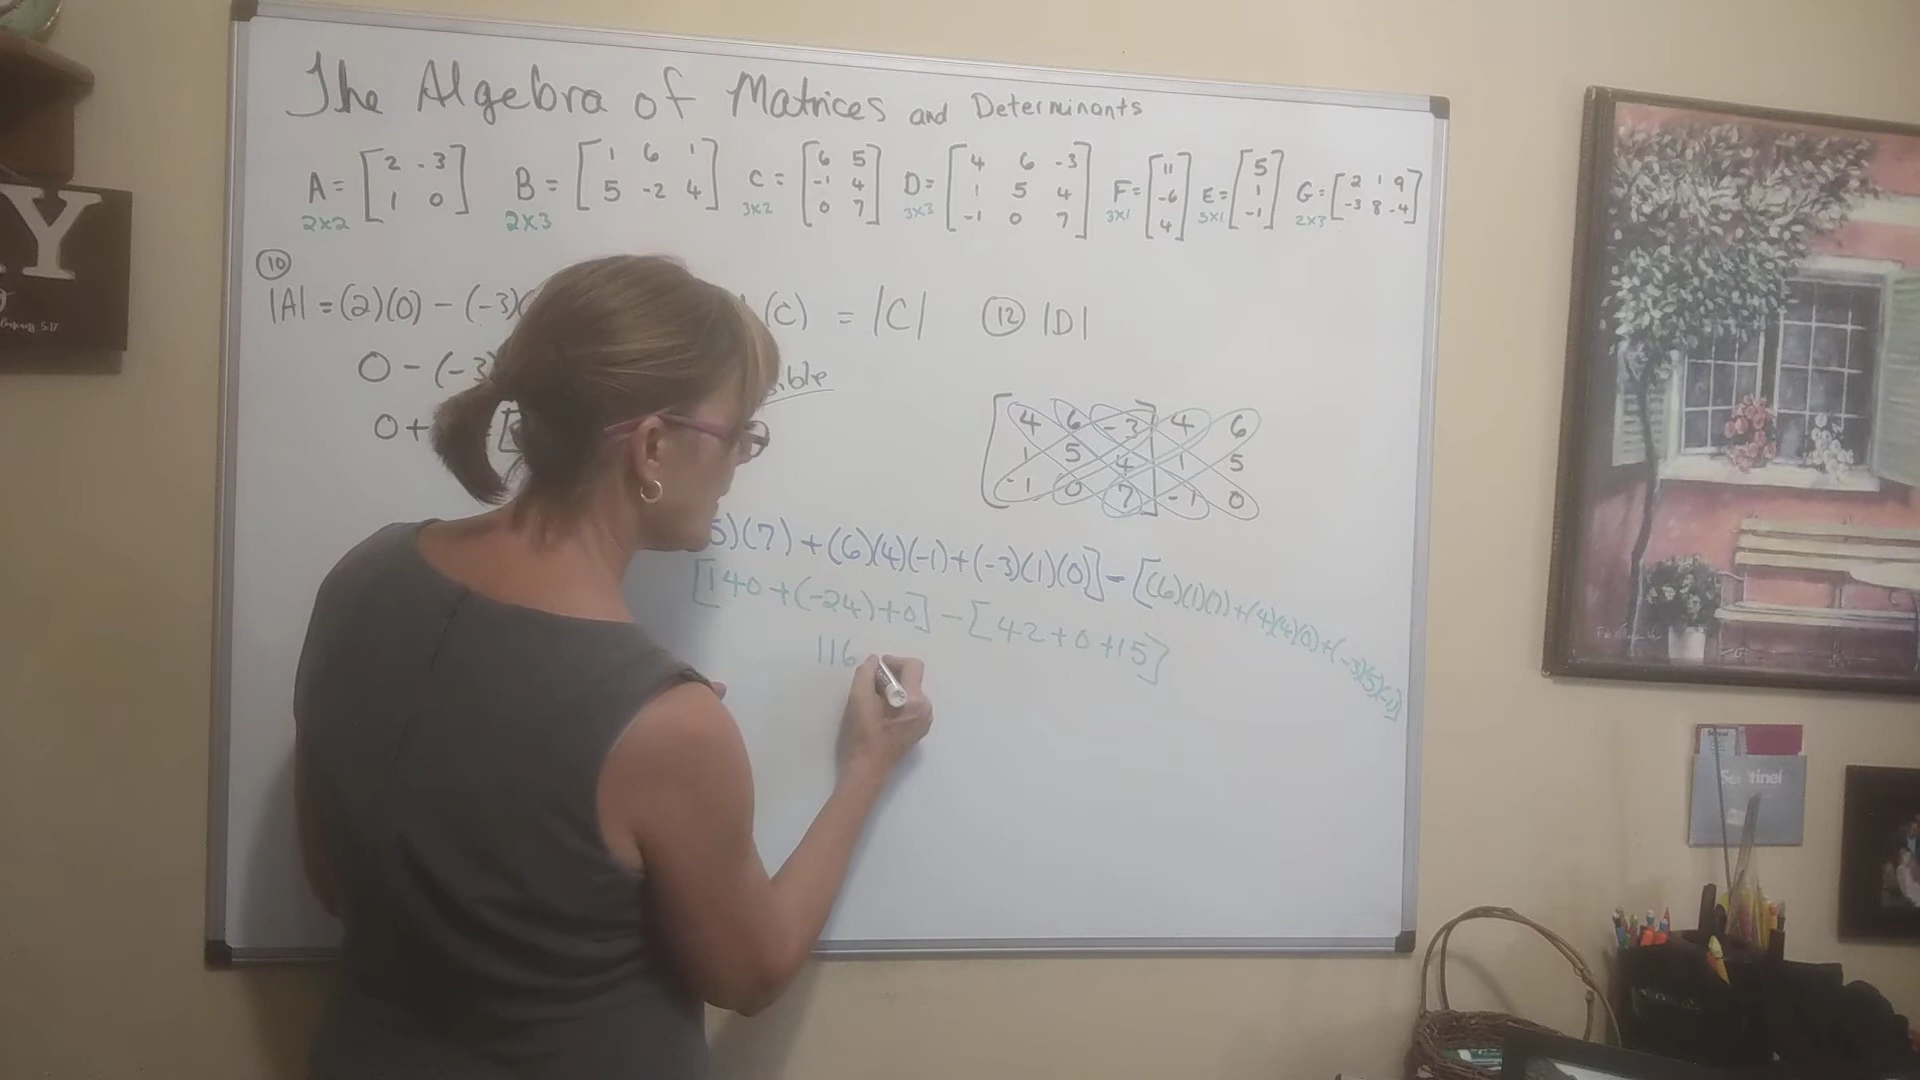 The Algebra of Matrices and Determinants
A = [2 -3
1 0]
2x2
B = [1 6 1
5 -2 4]
2x3
C = [6 5
-1 4
0 7]
3x2
D = [4 6 -3
1 5 4
-1 0 7]
3x3
F = [11
-6
4]
3x1
E = [5
1
-1]
3x1
G = [2 1 9
-3 8 -4]
2x3
10
|A| = (2)(0) - (-3)(
0 - (-3)
0 +
(C) = |C|
12 |D|
[4 6 -3] 4 6
1 5 4 1 5
-1 0 7 -1 0
5)(7) + (6)(4)(-1) + (-3)(1)(0)] - [(6)(1)(7) + (4)(4)(0) + (-3)(5)(-1)]
[140 + (-24) + 0] - [42 + 0 + 15]
116
Y
5:17